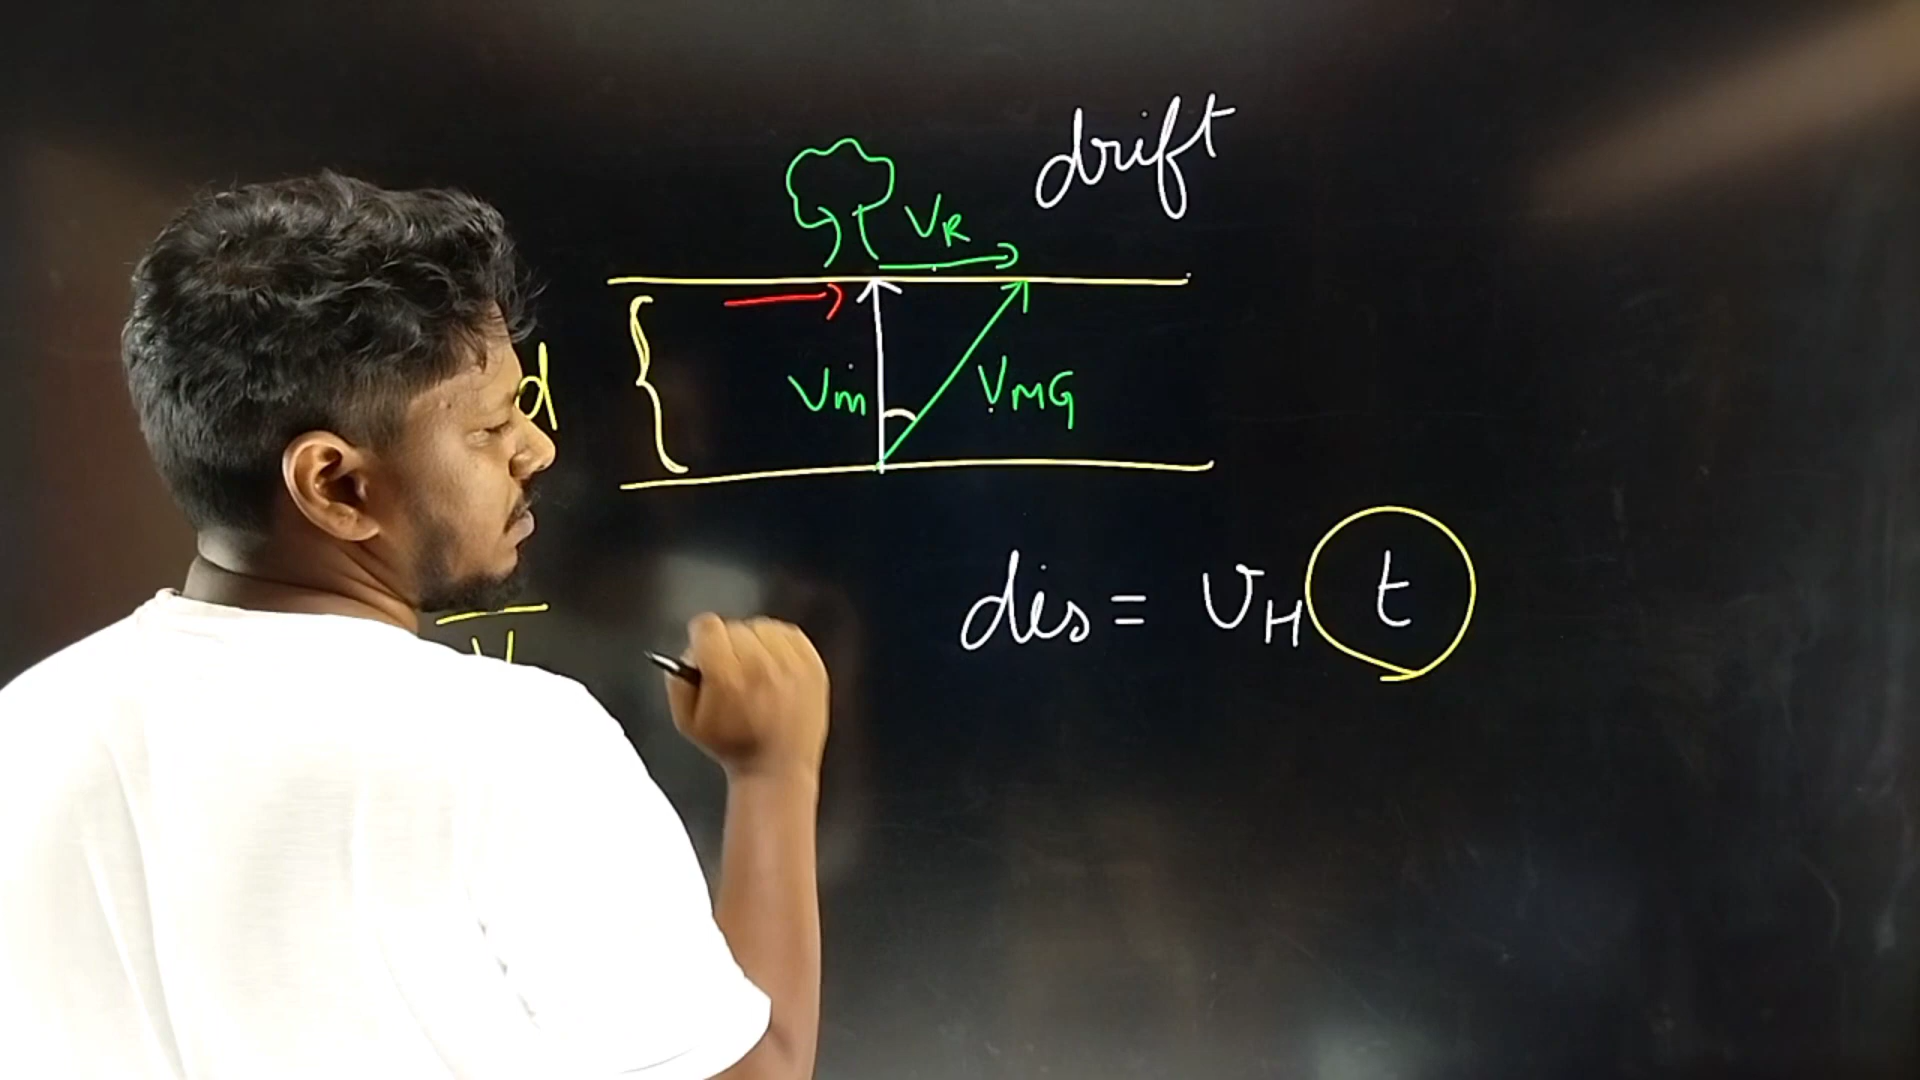 drift
VR
d
Vm
VMG
dis = VH t
V